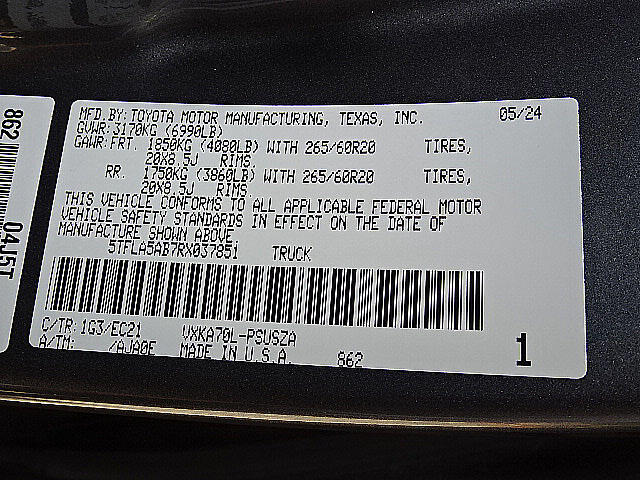 MFD.BY:TOYOTA MOTOR MANUFACTURING, TEXAS, INC. 05/24
GVWR:3170KG (6990LB)
GAWR:FRT. 1850KG (4080LB) WITH 265/60R20 TIRES,
20X8.5J RIMS
RR. 1750KG (3860LB) WITH 265/60R20 TIRES,
20X8.5J RIMS
THIS VEHICLE CONFORMS TO ALL APPLICABLE FEDERAL MOTOR
VEHICLE SAFETY STANDARDS IN EFFECT ON THE DATE OF
MANUFACTURE SHOWN ABOVE
5TFLA5AB7RX037851 TRUCK
C/TR:1G3/EC21 VXKA70L-PSUSZA
A/TM: /AJA0E MADE IN U.S.A. 862
1
862 04J5T